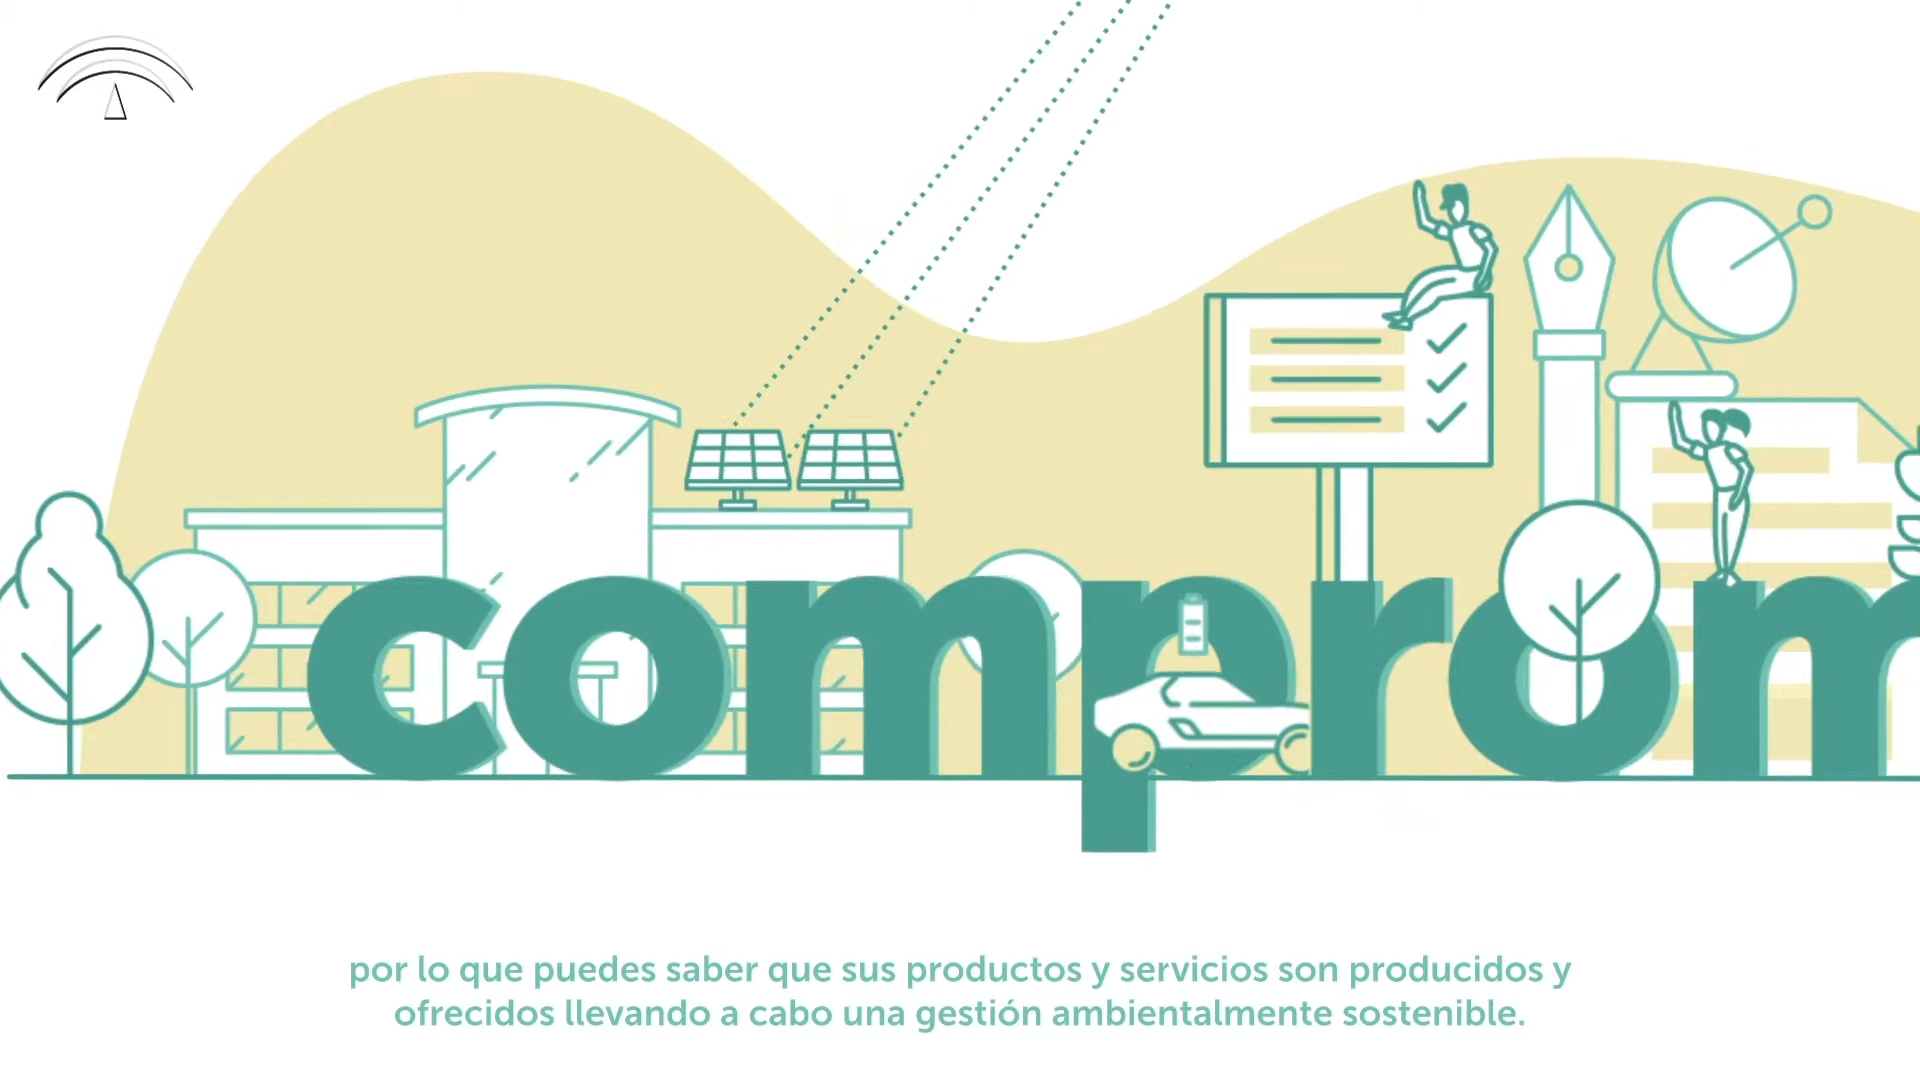 comprom
por lo que puedes saber que sus productos y servicios son producidos y
ofrecidos llevando a cabo una gestión ambientalmente sostenible.